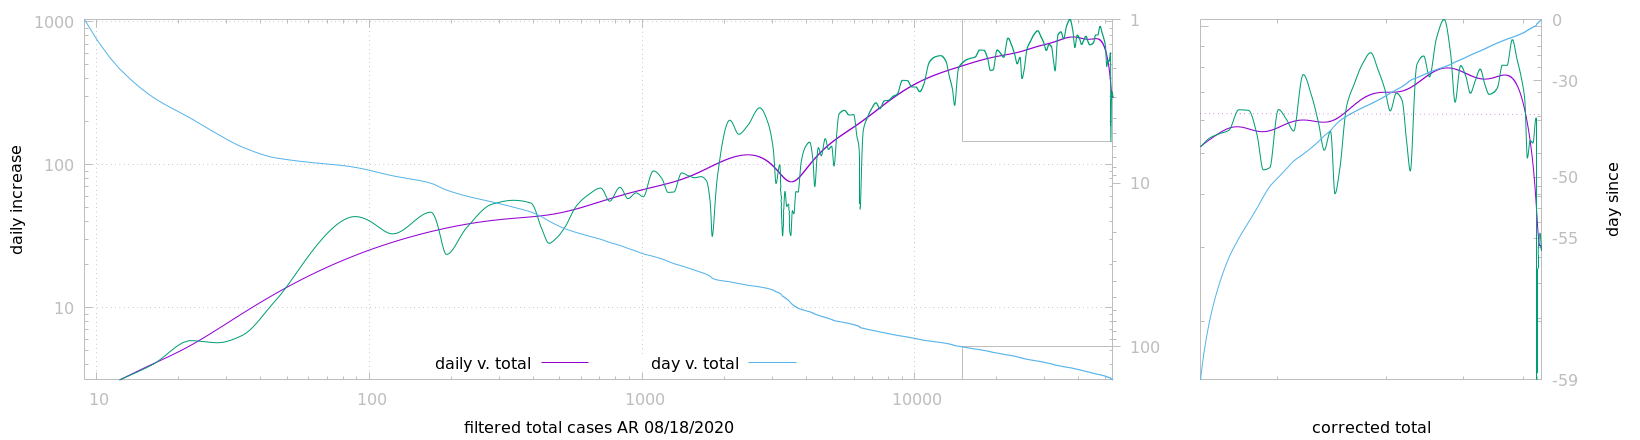 1000
100
10
daily increase
10
100
1000
10000
filtered total cases AR 08/18/2020
daily v. total
day v. total
1
10
100
0
-30
-50
-55
-59
day since
corrected total